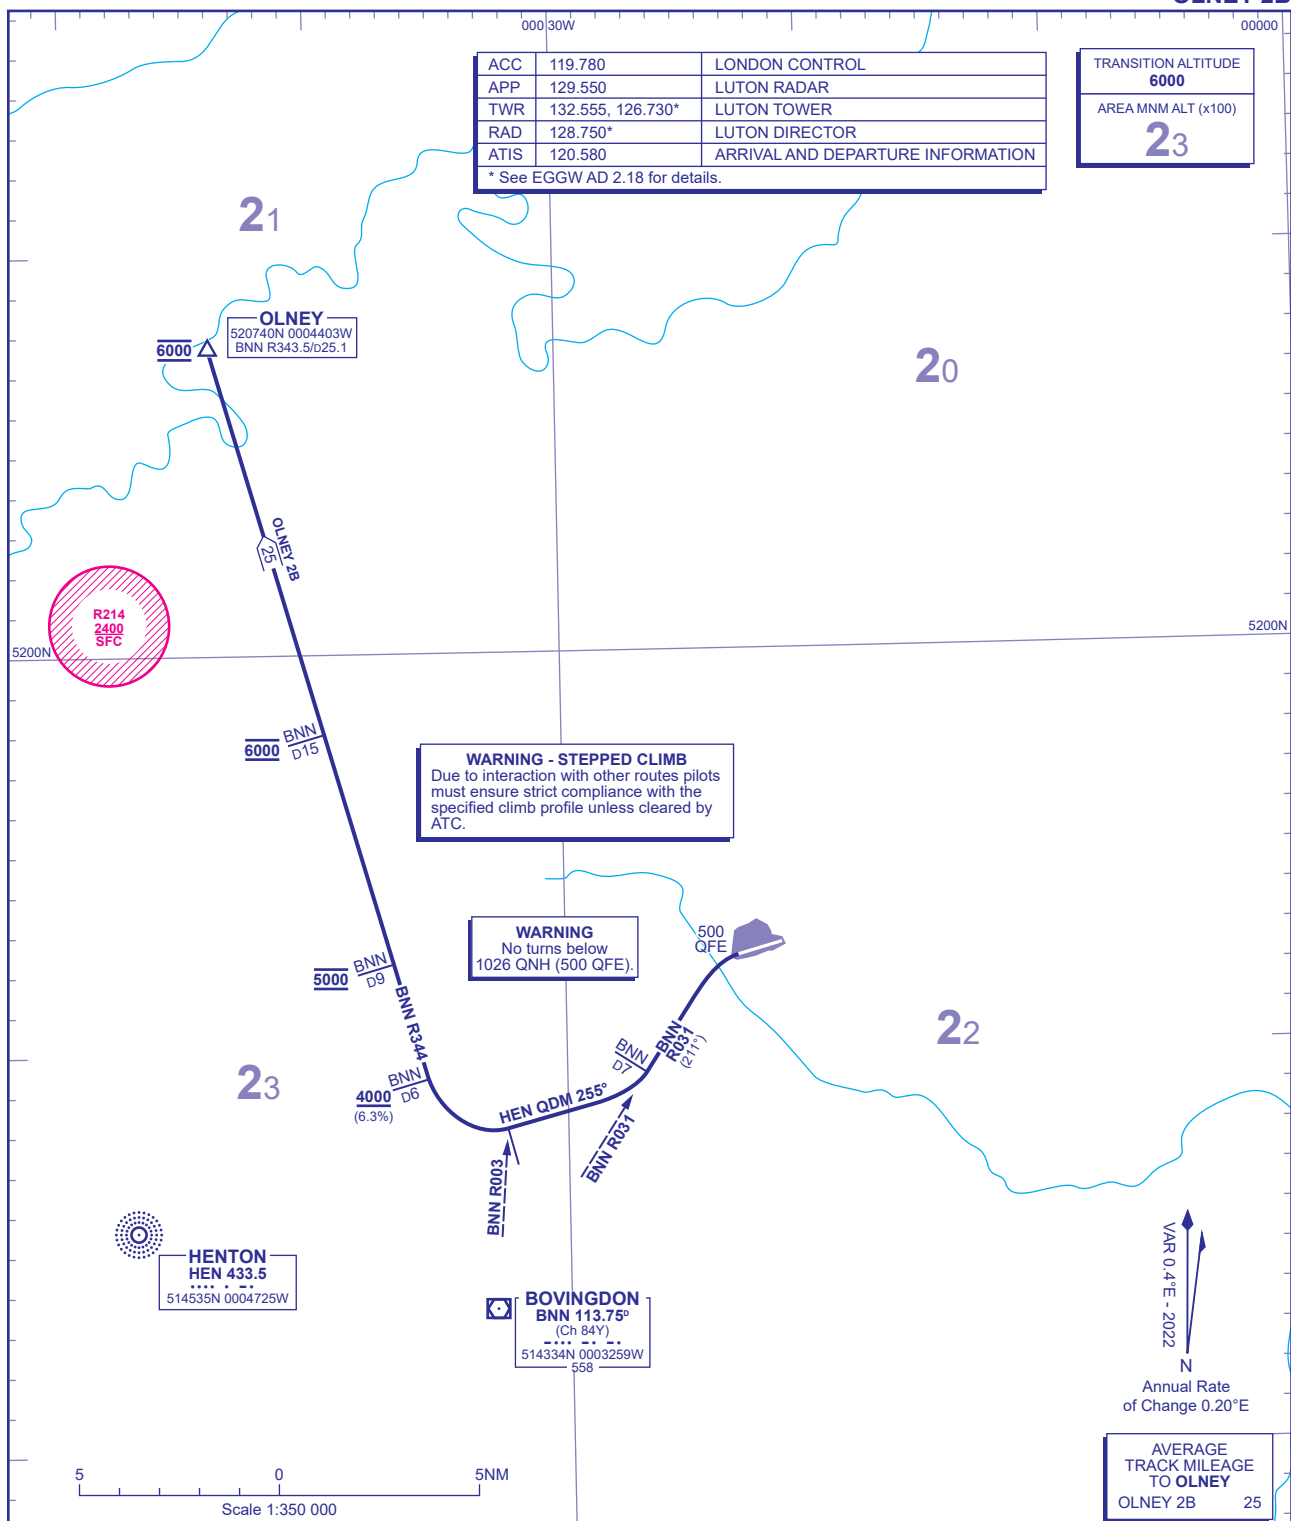 OLNEY 2B
000 30W
00000
ACC 119.780 LONDON CONTROL
APP 129.550 LUTON RADAR
TWR 132.555, 126.730* LUTON TOWER
RAD 128.750* LUTON DIRECTOR
ATIS 120.580 ARRIVAL AND DEPARTURE INFORMATION
* See EGGW AD 2.18 for details.
TRANSITION ALTITUDE
6000
AREA MNM ALT (x100)
23
21
OLNEY
520740N 0004403W
BNN R343.5/D25.1
6000
20
OLNEY 2B
25
R214
2400
SFC
5200N
5200N
6000
BNN
D15
WARNING - STEPPED CLIMB
Due to interaction with other routes pilots
must ensure strict compliance with the
specified climb profile unless cleared by
ATC.
WARNING
No turns below
1026 QNH (500 QFE).
500
QFE
5000
BNN
D9
BNN R344
BNN
R031
(211°)
BNN
D7
22
23
4000
(6.3%)
BNN
D6
HEN QDM 255°
BNN R031
BNN R003
HENTON
HEN 433.5
514535N 0004725W
BOVINGDON
BNN 113.75D
(Ch 84Y)
514334N 0003259W
558
VAR 0.4°E - 2022
N
Annual Rate
of Change 0.20°E
5 0 5NM
Scale 1:350 000
AVERAGE
TRACK MILEAGE
TO OLNEY
OLNEY 2B 25